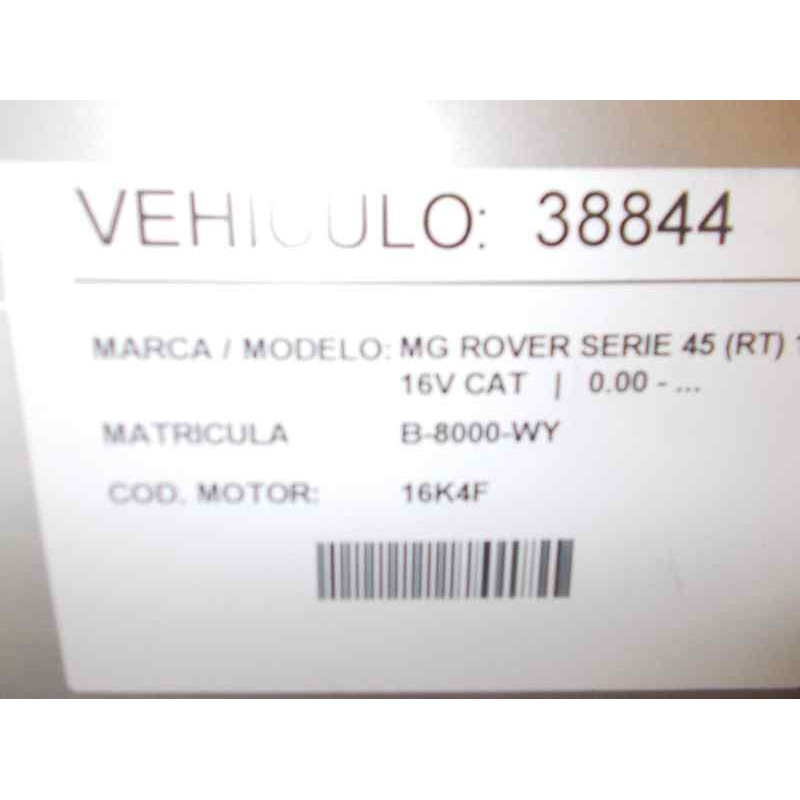 VEHICULO: 38844
MARCA / MODELO: MG ROVER SERIE 45 (RT)
16V CAT | 0.00 - ...
MATRICULA B-8000-WY
COD. MOTOR: 16K4F